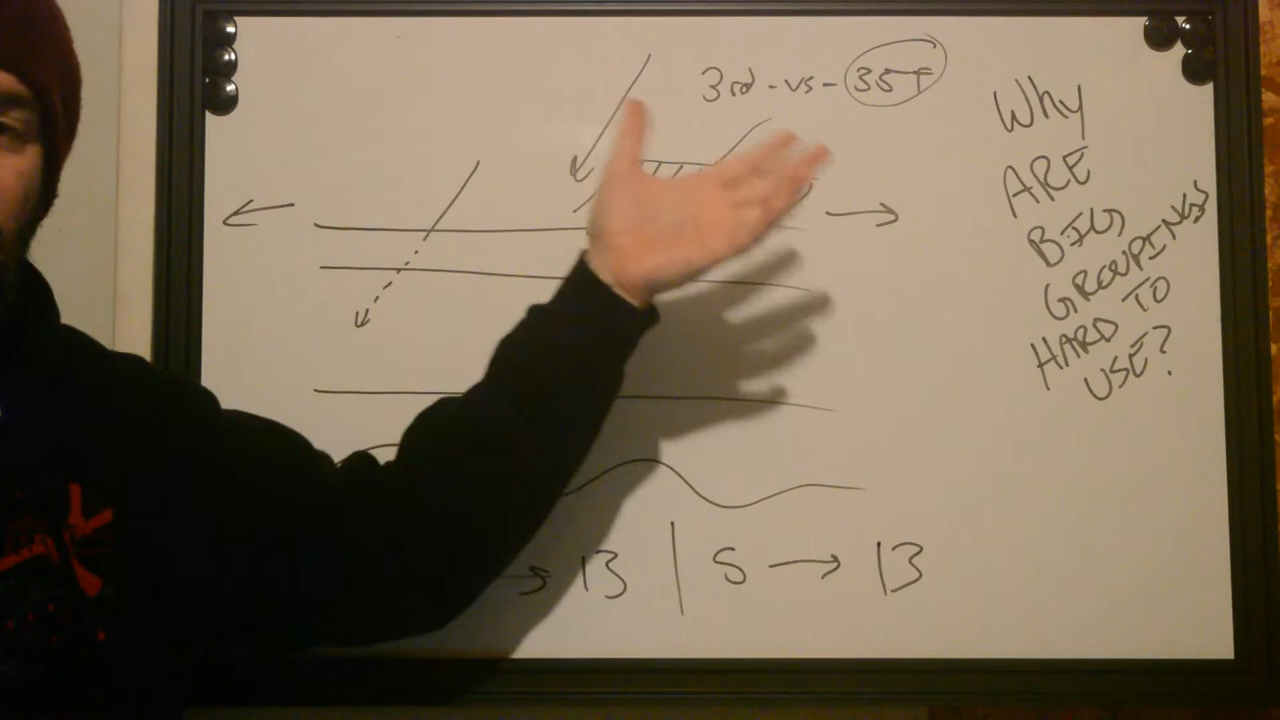 3rd - vs - 35T
Why
ARE
BIG
GROUPINGS
HARD TO
USE?
→ 13 | 5 → 13